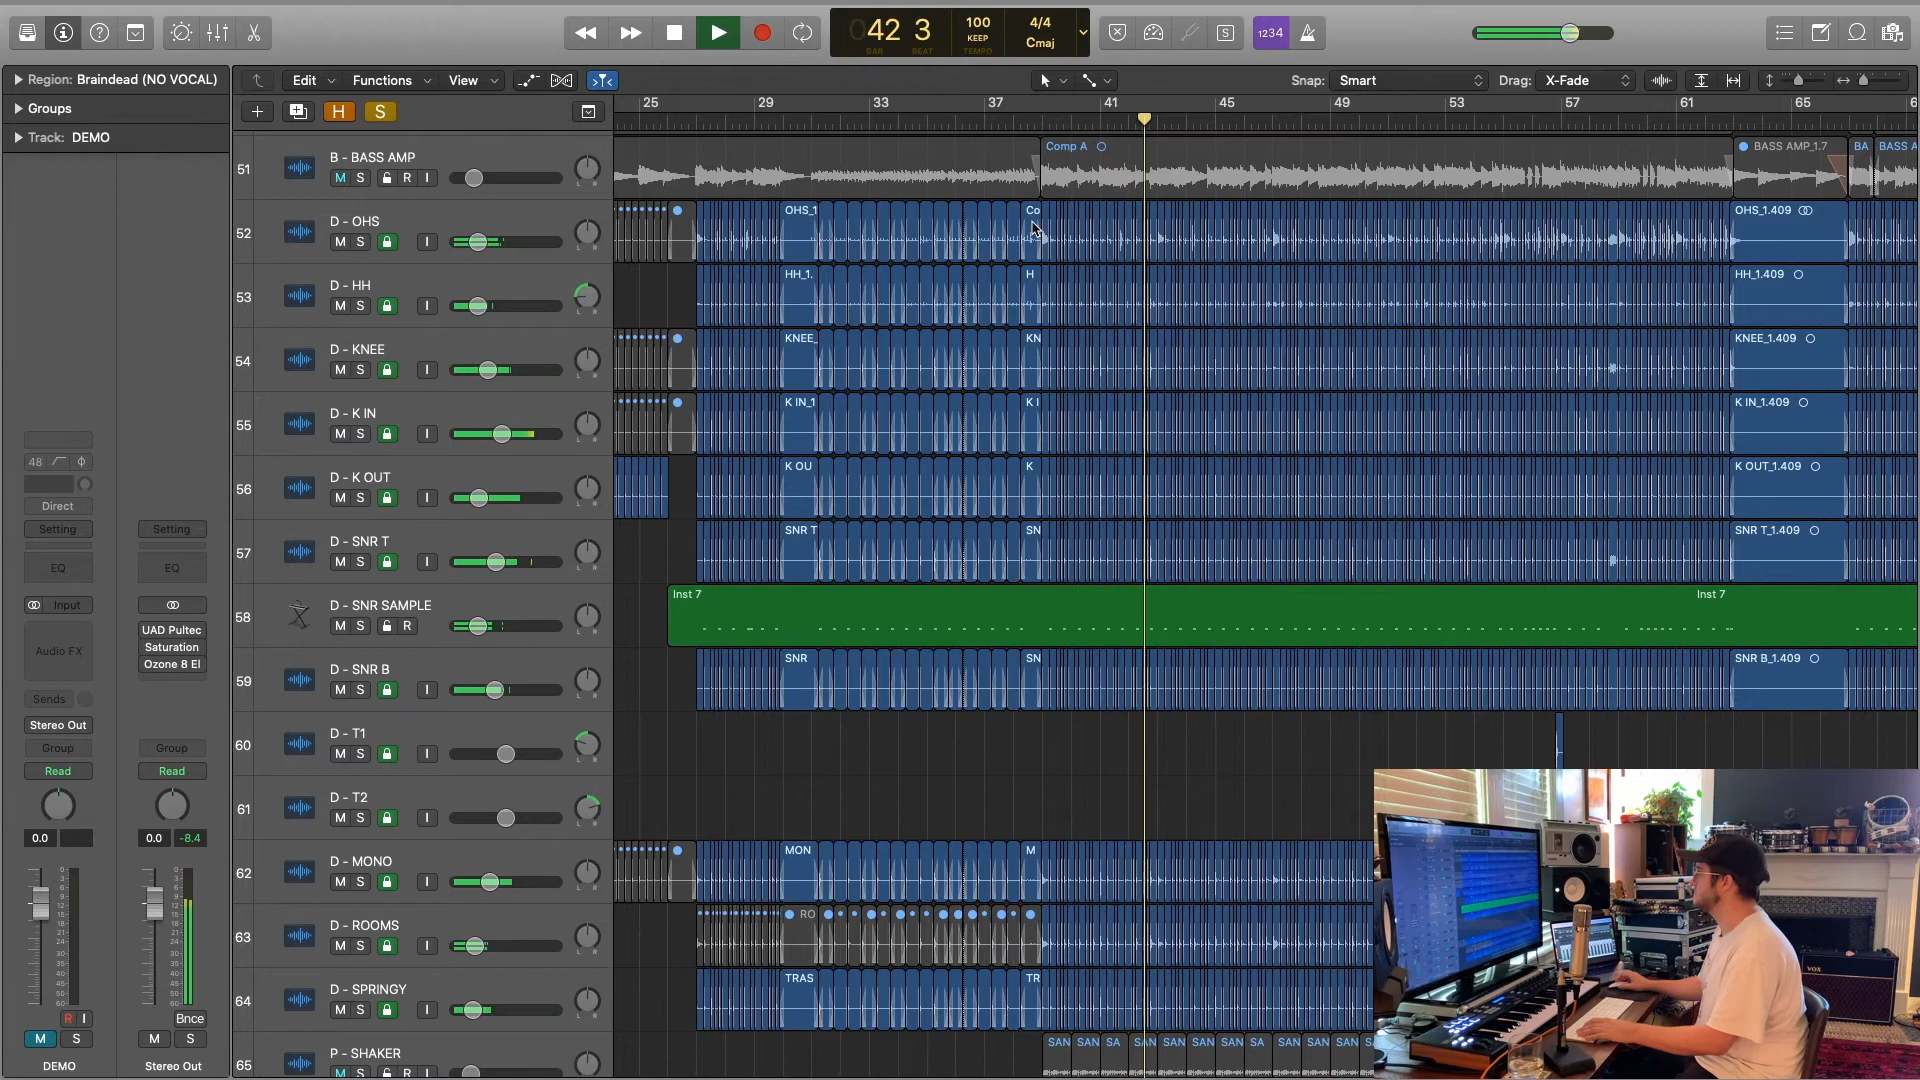 42 3
BAR BEAT
100
KEEP
TEMPO
4/4
Cmaj
S
1234
Region: Braindead (NO VOCAL)
Groups
Track: DEMO
Edit Functions View
Snap: Smart
Drag: X-Fade
H S
25 29 33 37 41 45 49 53 57 61 65
51 B - BASS AMP
M S R I
Comp A
BASS AMP_1.7
BA
BASS A
52 D - OHS
M S I
OHS_1
Co
OHS_1.409
53 D - HH
M S I
HH_1.
H
HH_1.409
54 D - KNEE
M S I
KNEE_
KN
KNEE_1.409
55 D - K IN
M S I
K IN_1
K I
K IN_1.409
56 D - K OUT
M S I
K OU
K
K OUT_1.409
57 D - SNR T
M S I
SNR T
SN
SNR T_1.409
58 D - SNR SAMPLE
M S R
Inst 7
Inst 7
59 D - SNR B
M S I
SNR
SN
SNR B_1.409
60 D - T1
M S I
61 D - T2
M S I
62 D - MONO
M S I
MON
M
63 D - ROOMS
M S I
RO
64 D - SPRINGY
M S I
TRAS
TR
65 P - SHAKER
M S R I
SAN SAN SA SAN SAN SAN SAN SA SAN SAN SAN
48
Direct
Setting Setting
EQ EQ
Input
Audio FX
UAD Pultec
Saturation
Ozone 8 El
Sends
Stereo Out
Group Group
Read Read
0.0 0.0 -8.4
R I Bnce
M S M S
DEMO Stereo Out
VOX